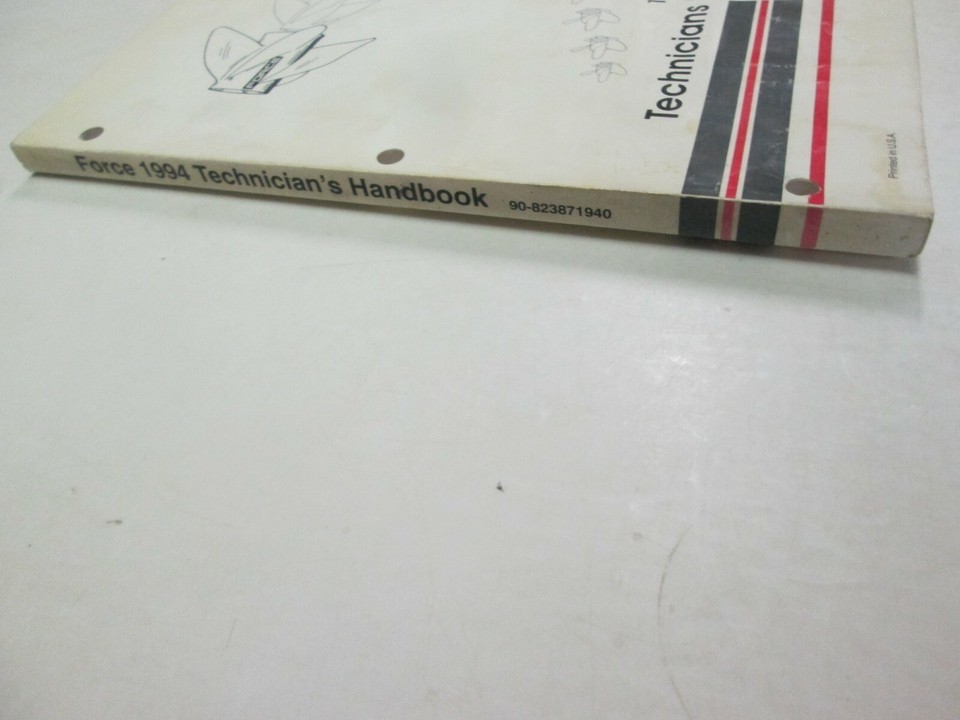 Technicians
Printed in U.S.A.
Force 1994 Technician's Handbook 90-823871940